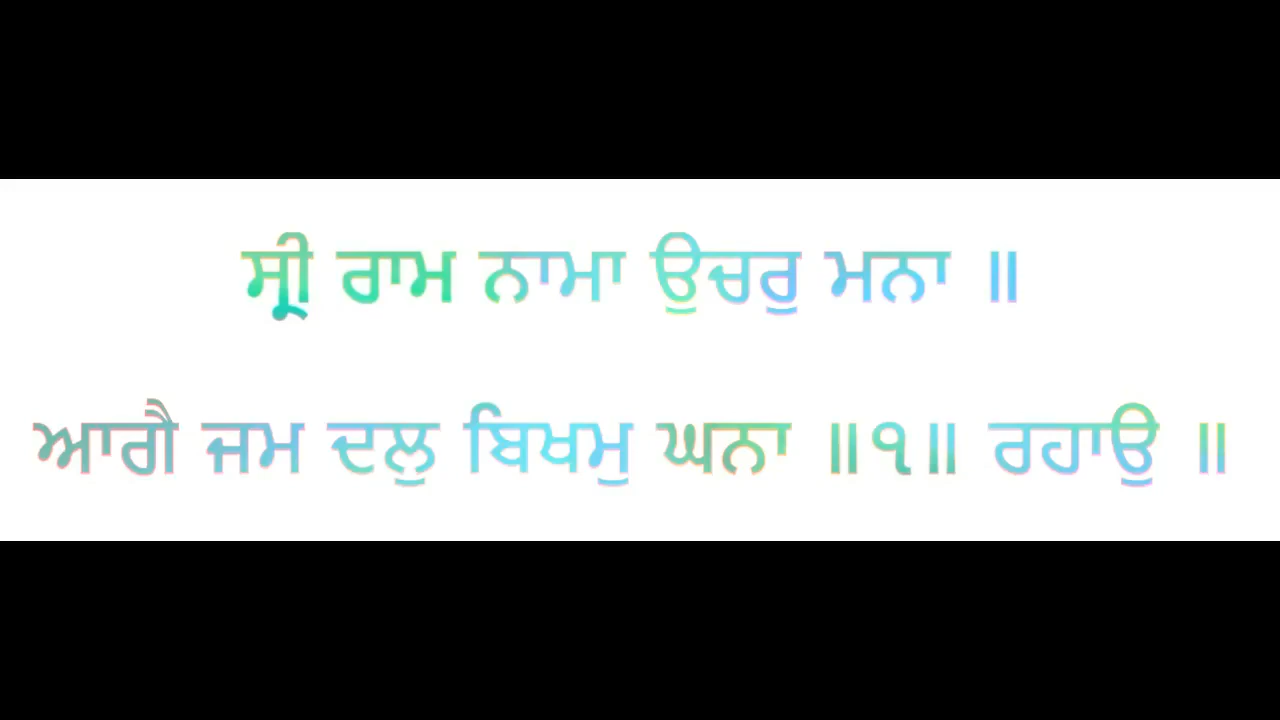 ਸ੍ਰੀ ਰਾਮ ਨਾਮਾ ਉਚਰੁ ਮਨਾ ॥
ਆਗੈ ਜਮ ਦਲੁ ਬਿਖਮੁ ਘਨਾ ॥੧॥ ਰਹਾਉ ॥